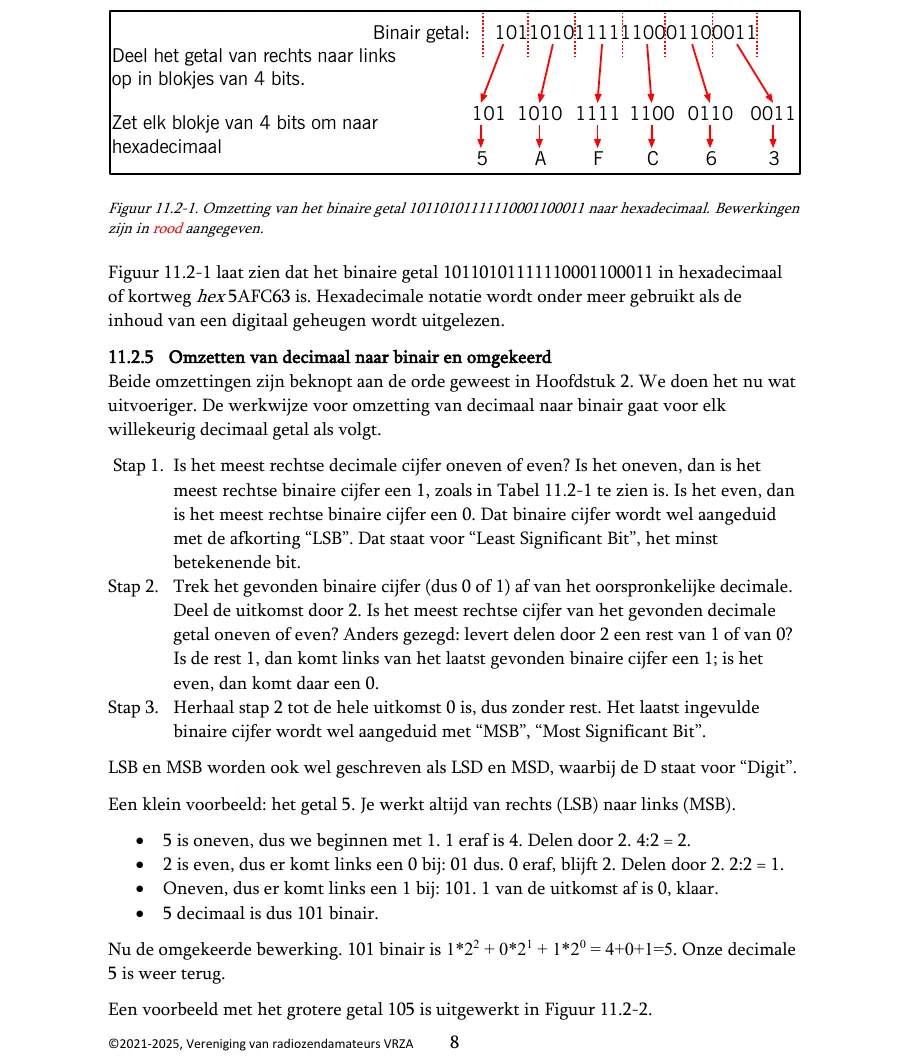 Binair getal: 10110101111110001100011
Deel het getal van rechts naar links
op in blokjes van 4 bits.
101 1010 1111 1100 0110 0011
Zet elk blokje van 4 bits om naar
hexadecimaal
5 A F C 6 3
Figuur 11.2-1. Omzetting van het binaire getal 10110101111110001100011 naar hexadecimaal. Bewerkingen
zijn in rood aangegeven.
Figuur 11.2-1 laat zien dat het binaire getal 10110101111110001100011 in hexadecimaal
of kortweg hex 5AFC63 is. Hexadecimale notatie wordt onder meer gebruikt als de
inhoud van een digitaal geheugen wordt uitgelezen.
11.2.5 Omzetten van decimaal naar binair en omgekeerd
Beide omzettingen zijn beknopt aan de orde geweest in Hoofdstuk 2. We doen het nu wat
uitvoeriger. De werkwijze voor omzetting van decimaal naar binair gaat voor elk
willekeurig decimaal getal als volgt.
Stap 1. Is het meest rechtse decimale cijfer oneven of even? Is het oneven, dan is het
meest rechtse binaire cijfer een 1, zoals in Tabel 11.2-1 te zien is. Is het even, dan
is het meest rechtse binaire cijfer een 0. Dat binaire cijfer wordt wel aangeduid
met de afkorting “LSB”. Dat staat voor “Least Significant Bit”, het minst
betekenende bit.
Stap 2. Trek het gevonden binaire cijfer (dus 0 of 1) af van het oorspronkelijke decimale.
Deel de uitkomst door 2. Is het meest rechtse cijfer van het gevonden decimale
getal oneven of even? Anders gezegd: levert delen door 2 een rest van 1 of van 0?
Is de rest 1, dan komt links van het laatst gevonden binaire cijfer een 1; is het
even, dan komt daar een 0.
Stap 3. Herhaal stap 2 tot de hele uitkomst 0 is, dus zonder rest. Het laatst ingevulde
binaire cijfer wordt wel aangeduid met “MSB”, “Most Significant Bit”.
LSB en MSB worden ook wel geschreven als LSD en MSD, waarbij de D staat voor “Digit”.
Een klein voorbeeld: het getal 5. Je werkt altijd van rechts (LSB) naar links (MSB).
• 5 is oneven, dus we beginnen met 1. 1 eraf is 4. Delen door 2. 4:2 = 2.
• 2 is even, dus er komt links een 0 bij: 01 dus. 0 eraf, blijft 2. Delen door 2. 2:2 = 1.
• Oneven, dus er komt links een 1 bij: 101. 1 van de uitkomst af is 0, klaar.
• 5 decimaal is dus 101 binair.
Nu de omgekeerde bewerking. 101 binair is 1*2² + 0*2¹ + 1*2⁰ = 4+0+1=5. Onze decimale
5 is weer terug.
Een voorbeeld met het grotere getal 105 is uitgewerkt in Figuur 11.2-2.
©2021-2025, Vereniging van radiozendamateurs VRZA 8